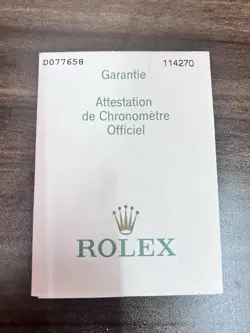 D077658 114270
Garantie
Attestation
de Chronomètre
Officiel
ROLEX